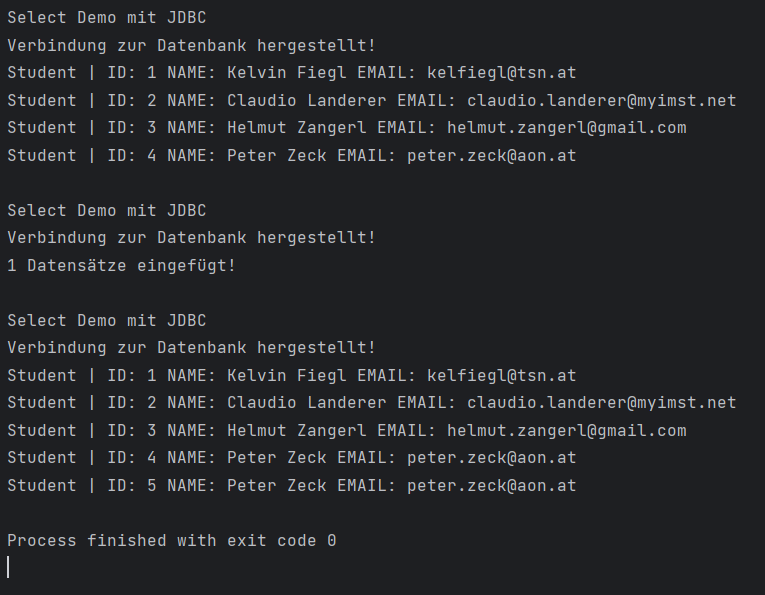 Select Demo mit JDBC
Verbindung zur Datenbank hergestellt!
Student | ID: 1 NAME: Kelvin Fiegl EMAIL: kelfiegl@tsn.at
Student | ID: 2 NAME: Claudio Landerer EMAIL: claudio.landerer@myimst.net
Student | ID: 3 NAME: Helmut Zangerl EMAIL: helmut.zangerl@gmail.com
Student | ID: 4 NAME: Peter Zeck EMAIL: peter.zeck@aon.at

Select Demo mit JDBC
Verbindung zur Datenbank hergestellt!
1 Datensätze eingefügt!

Select Demo mit JDBC
Verbindung zur Datenbank hergestellt!
Student | ID: 1 NAME: Kelvin Fiegl EMAIL: kelfiegl@tsn.at
Student | ID: 2 NAME: Claudio Landerer EMAIL: claudio.landerer@myimst.net
Student | ID: 3 NAME: Helmut Zangerl EMAIL: helmut.zangerl@gmail.com
Student | ID: 4 NAME: Peter Zeck EMAIL: peter.zeck@aon.at
Student | ID: 5 NAME: Peter Zeck EMAIL: peter.zeck@aon.at

Process finished with exit code 0